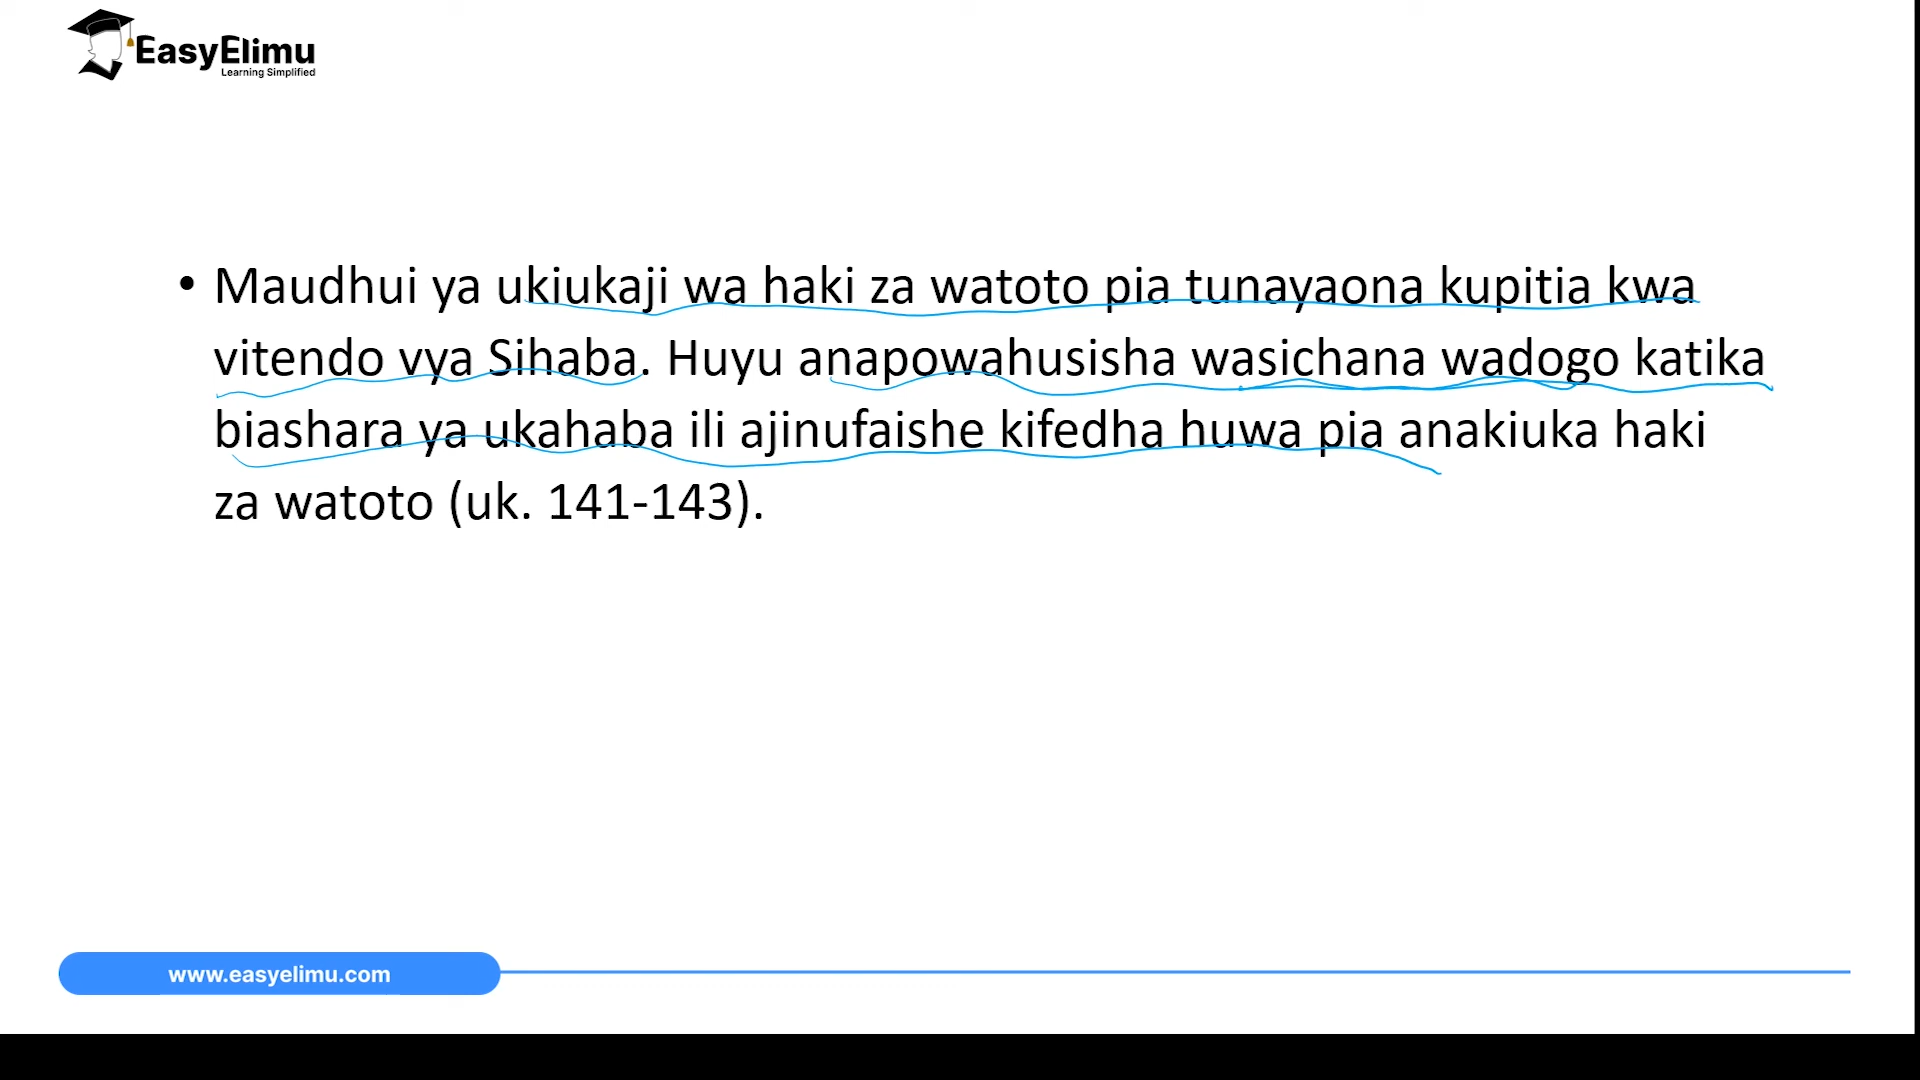 EasyElimu
Learning Simplified
• Maudhui ya ukiukaji wa haki za watoto pia tunayaona kupitia kwa
vitendo vya Sihaba. Huyu anapowahusisha wasichana wadogo katika
biashara ya ukahaba ili ajinufaishe kifedha huwa pia anakiuka haki
za watoto (uk. 141-143).
www.easyelimu.com